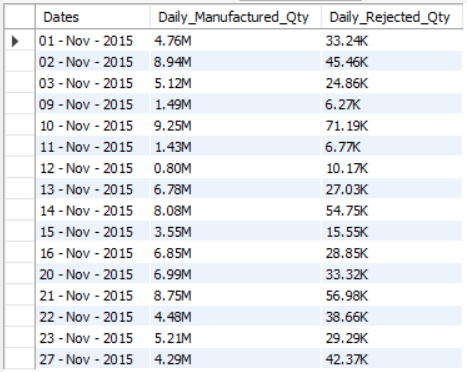 Dates Daily_Manufactured_Qty Daily_Rejected_Qty
01 - Nov - 2015 4.76M 33.24K
02 - Nov - 2015 8.94M 45.46K
03 - Nov - 2015 5.12M 24.86K
09 - Nov - 2015 1.49M 6.27K
10 - Nov - 2015 9.25M 71.19K
11 - Nov - 2015 1.43M 6.77K
12 - Nov - 2015 0.80M 10.17K
13 - Nov - 2015 6.78M 27.03K
14 - Nov - 2015 8.08M 54.75K
15 - Nov - 2015 3.55M 15.55K
16 - Nov - 2015 6.85M 28.85K
20 - Nov - 2015 6.99M 33.32K
21 - Nov - 2015 8.75M 56.98K
22 - Nov - 2015 4.48M 38.66K
23 - Nov - 2015 5.21M 29.29K
27 - Nov - 2015 4.29M 42.37K